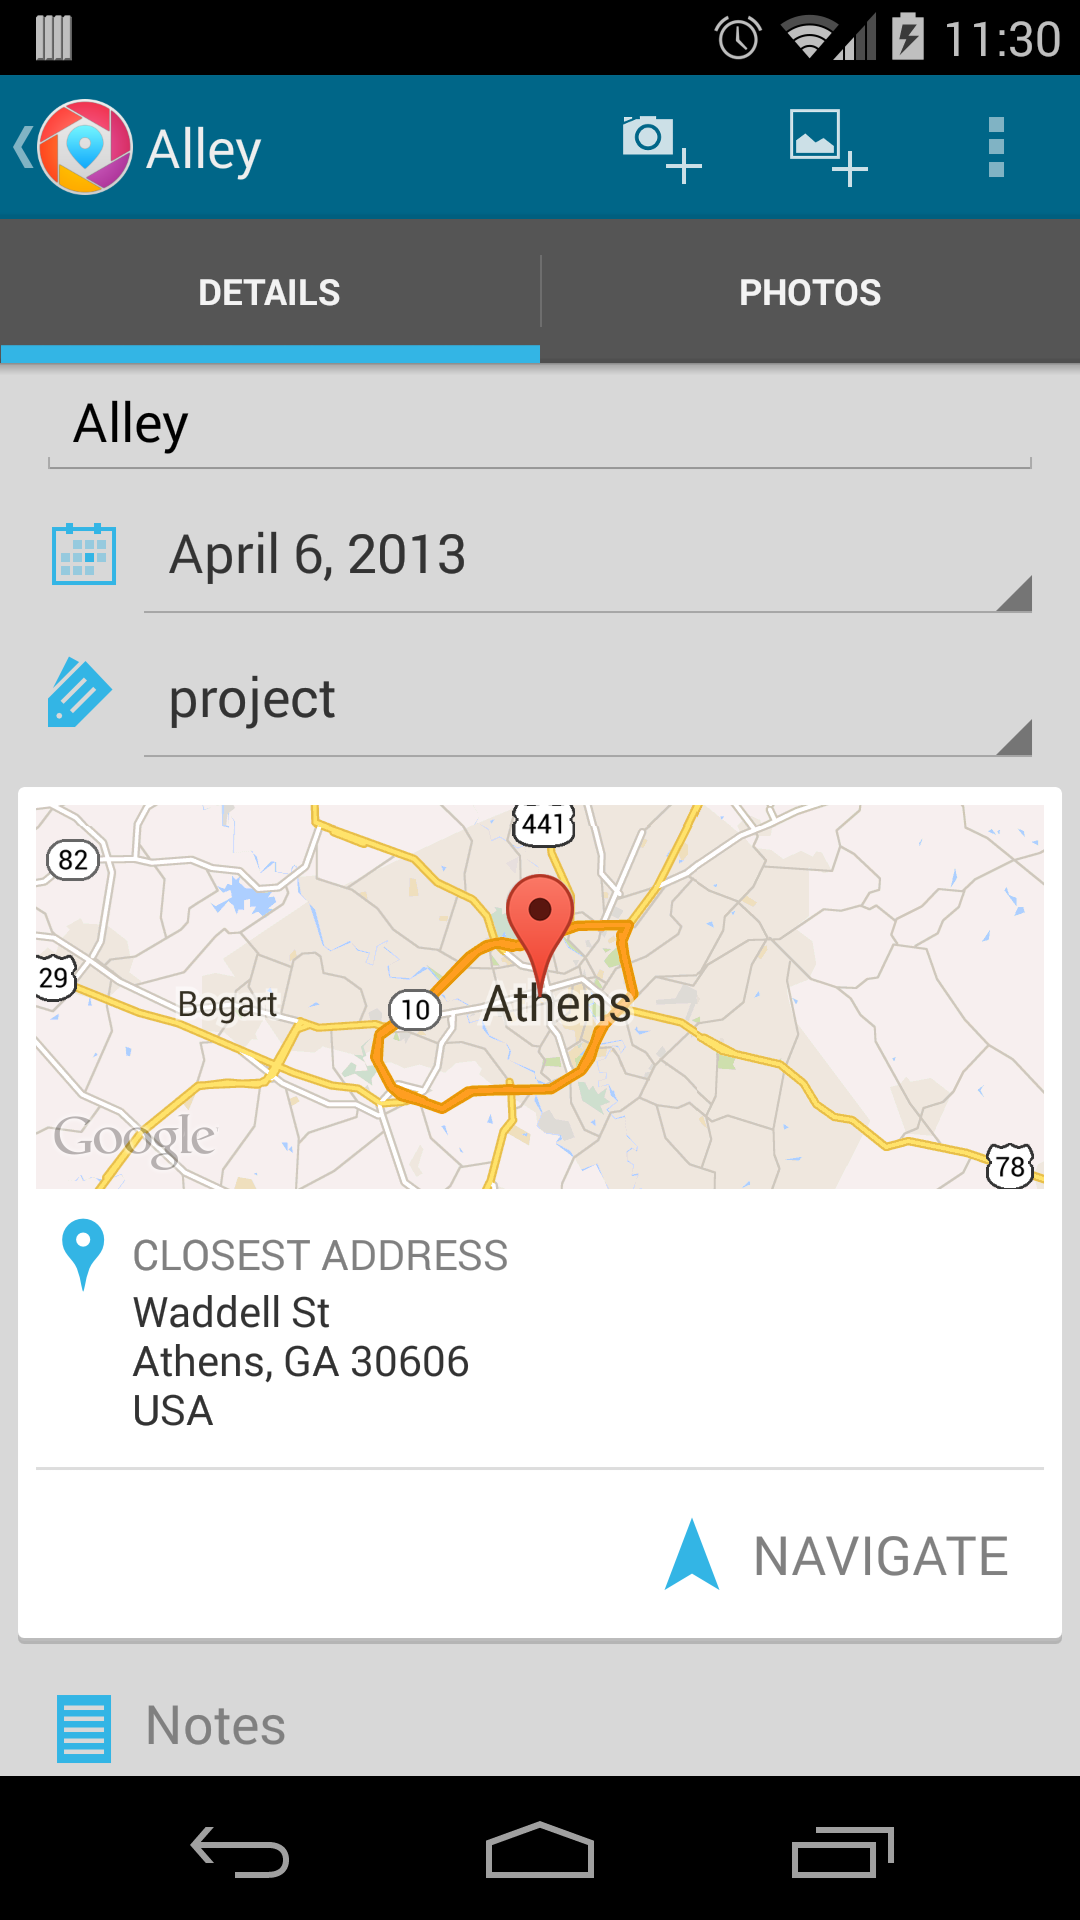 11:30
Alley
DETAILS
PHOTOS
Alley
April 6, 2013
project
441
82
29
Bogart
10
Athens
Google
78
CLOSEST ADDRESS
Waddell St
Athens, GA 30606
USA
NAVIGATE
Notes